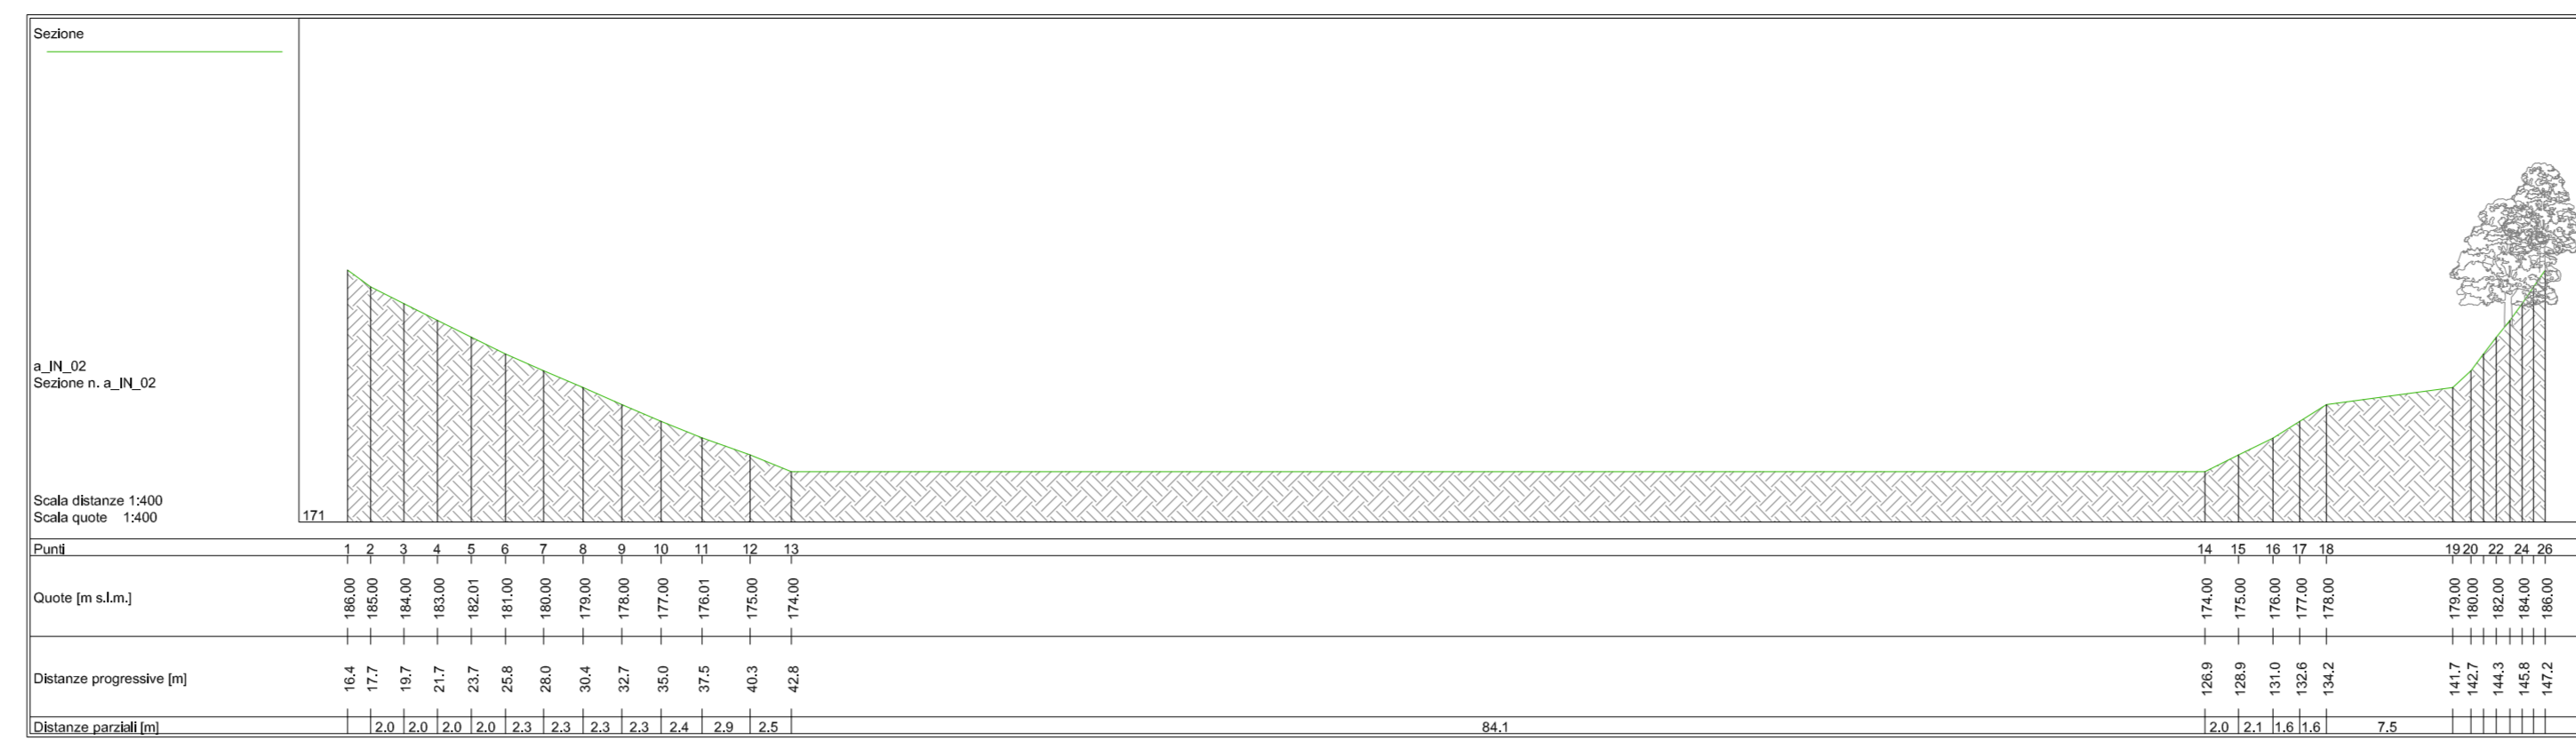 Sezione
a_IN_02
Sezione n. a_IN_02
Scala distanze 1:400
Scala quote 1:400
171
Punti 1 2 3 4 5 6 7 8 9 10 11 12 13 14 15 16 17 18 19 20 22 24 26
Quote [m s.l.m.] 186.00 185.00 184.00 183.00 182.01 181.00 180.00 179.00 178.00 177.00 176.01 175.00 174.00 174.00 175.00 176.00 177.00 178.00 179.00 180.00 182.00 184.00 186.00
Distanze progressive [m] 16.4 17.7 19.7 21.7 23.7 25.8 28.0 30.4 32.7 35.0 37.5 40.3 42.8 126.9 128.9 131.0 132.6 134.2 141.7 142.7 144.3 145.8 147.2
Distanze parziali [m] 2.0 2.0 2.0 2.0 2.3 2.3 2.3 2.3 2.4 2.9 2.5 84.1 2.0 2.1 1.6 1.6 7.5